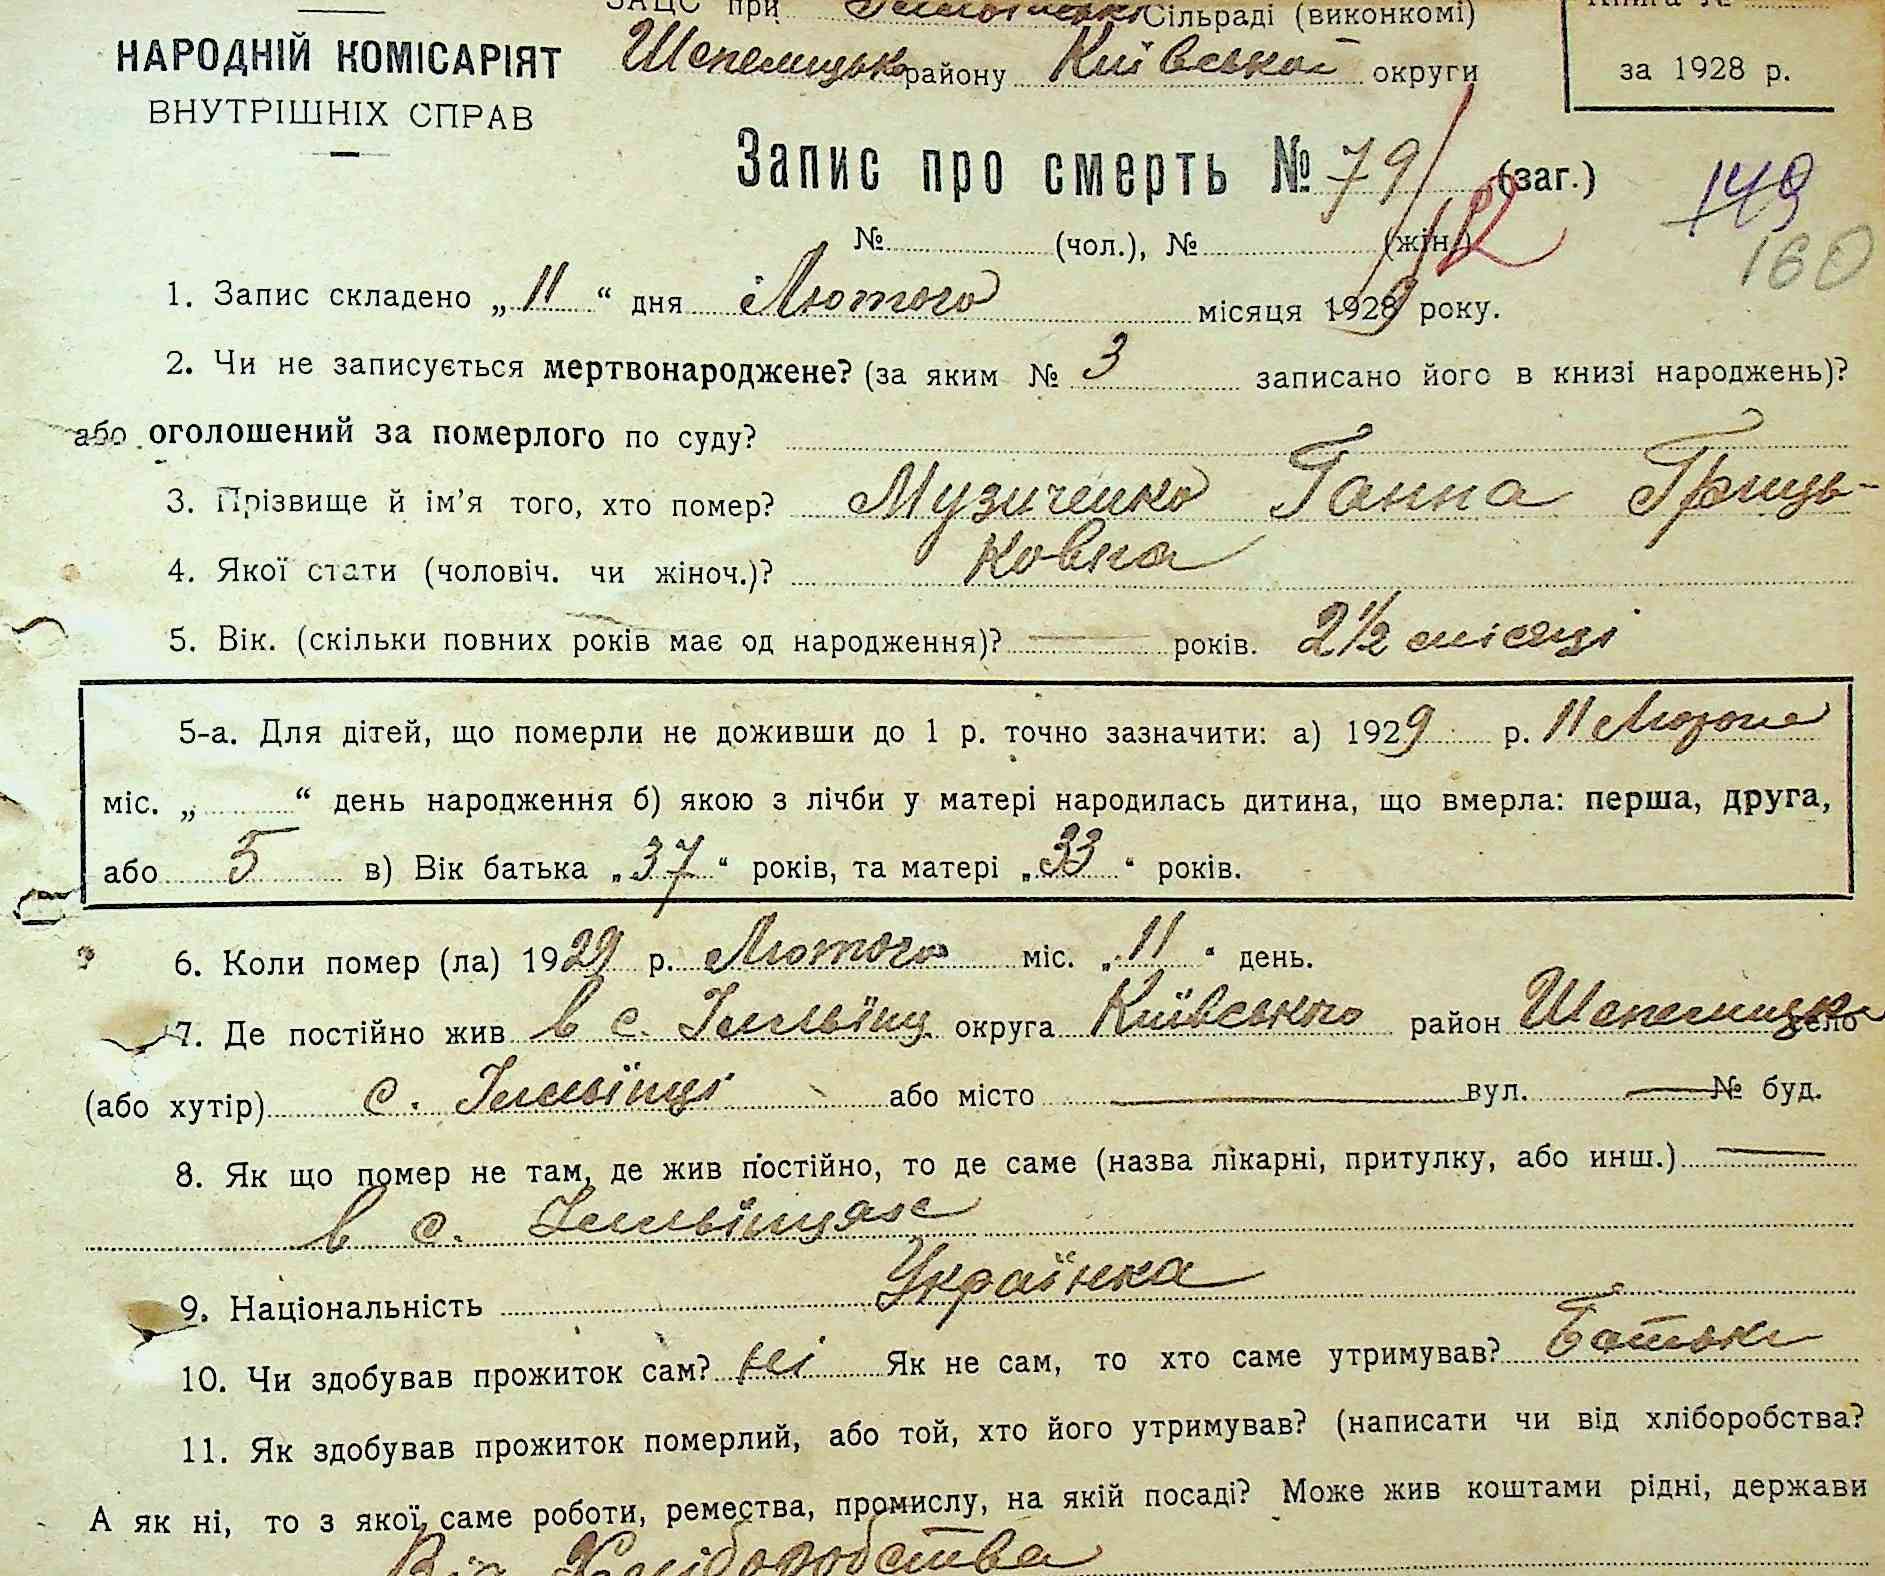 ЗАЦС при Сільраді (виконкомі)
НАРОДНІЙ КОМІСАРІЯТ
ВНУТРІШНІХ СПРАВ
Шепелицьк району Київської округи
Книга №
за 1928 р.
Запис про смерть № 79/12 (заг.)
149
160
№ (чол.), № (жін.)
1. Запис складено „11“ дня Лютого місяця 1929 року.
2. Чи не записується мертвонароджене? (за яким № 3 записано його в книзі народжень)?
або оголошений за померлого по суду?
3. Прізвище й ім'я того, хто помер? Музиченко Ганна Гриць-
ковна
4. Якої стати (чоловіч. чи жіноч.)?
5. Вік. (скільки повних років має од народження)? — років. 2½ місяці
5-а. Для дітей, що померли не доживши до 1 р. точно зазначити: а) 1929 р. 11
міс. „ “ день народження б) якою з лічби у матері народилась дитина, що вмерла: перша, друга,
або 5 в) Вік батька „37“ років, та матері „33“ років.
6. Коли помер (ла) 1929 р. Лютого міс. „11“ день.
7. Де постійно жив в с. Ільвінц округа Київського район Шепелицьк село
(або хутір) с. Ільвінці або місто — вул. — № буд.
8. Як що помер не там, де жив постійно, то де саме (назва лікарні, притулку, або инш.) —
в с. Ільвінцях
9. Національність Українка
10. Чи здобував прожиток сам? ні Як не сам, то хто саме утримував? Батьки
11. Як здобував прожиток померлий, або той, хто його утримував? (написати чи від хліборобства?
А як ні, то з якої саме роботи, ремества, промислу, на якій посаді? Може жив коштами рідні, держави
Від Хліборобства